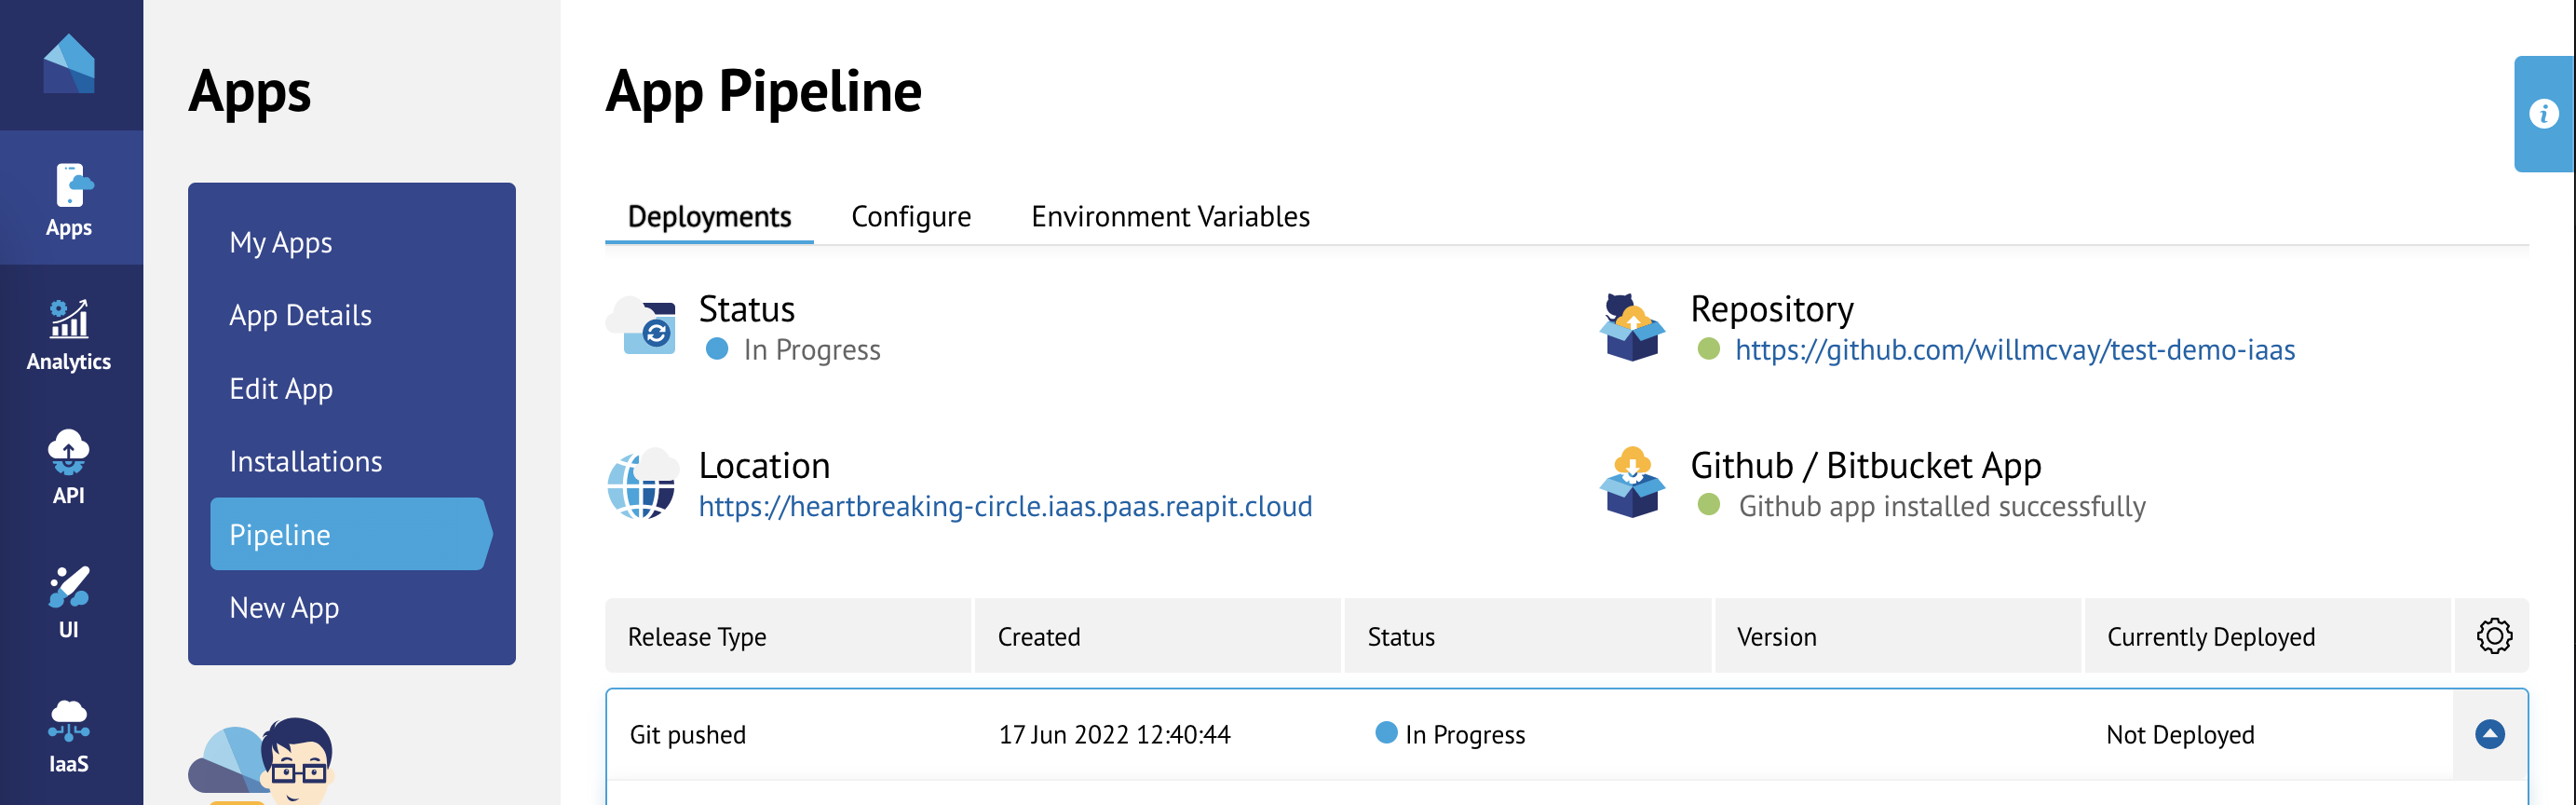 Apps
Analytics
API
UI
IaaS
Apps
My Apps
App Details
Edit App
Installations
Pipeline
New App
App Pipeline
Deployments Configure Environment Variables
Status
In Progress
Repository
https://github.com/willmcvay/test-demo-iaas
Location
https://heartbreaking-circle.iaas.paas.reapit.cloud
Github / Bitbucket App
Github app installed successfully
Release Type Created Status Version Currently Deployed
Git pushed 17 Jun 2022 12:40:44 In Progress Not Deployed
i